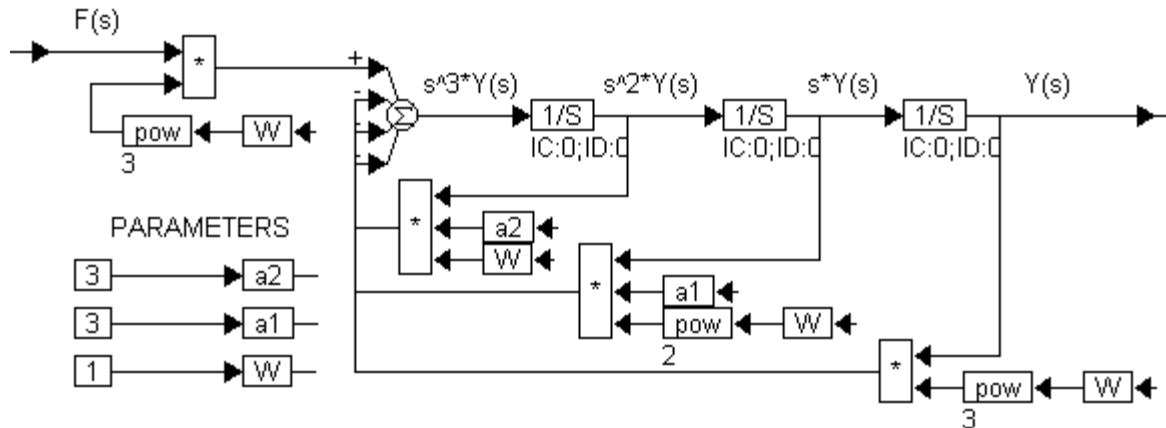 F(s)
*
pow
W
3
+
-
-
-
Σ
s^3*Y(s)
1/S
IC:0;ID:0
s^2*Y(s)
1/S
IC:0;ID:0
s*Y(s)
1/S
IC:0;ID:0
Y(s)
*
a2
W
*
a1
pow
W
2
*
pow
W
3
PARAMETERS
3
a2
3
a1
1
W